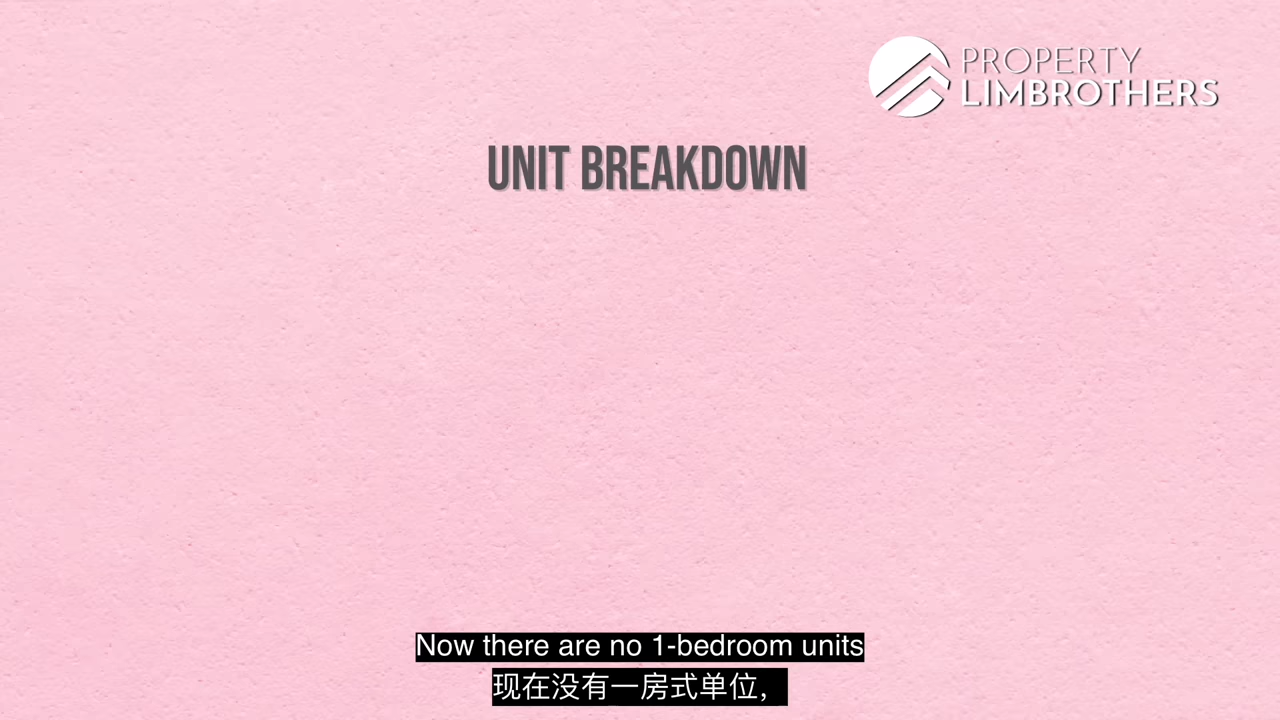 PROPERTY
LIMBROTHERS
UNIT BREAKDOWN
Now there are no 1-bedroom units
现在没有一房式单位，